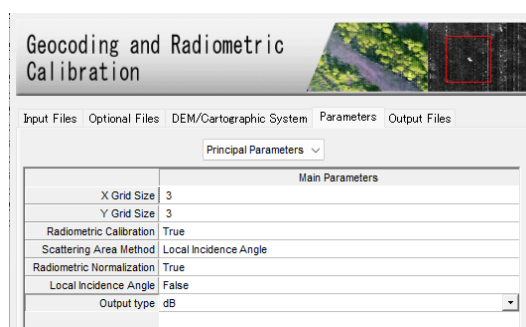 Geocoding and Radiometric
Calibration
Input Files Optional Files DEM/Cartographic System Parameters Output Files
Principal Parameters
Main Parameters
X Grid Size 3
Y Grid Size 3
Radiometric Calibration True
Scattering Area Method Local Incidence Angle
Radiometric Normalization True
Local Incidence Angle False
Output type dB